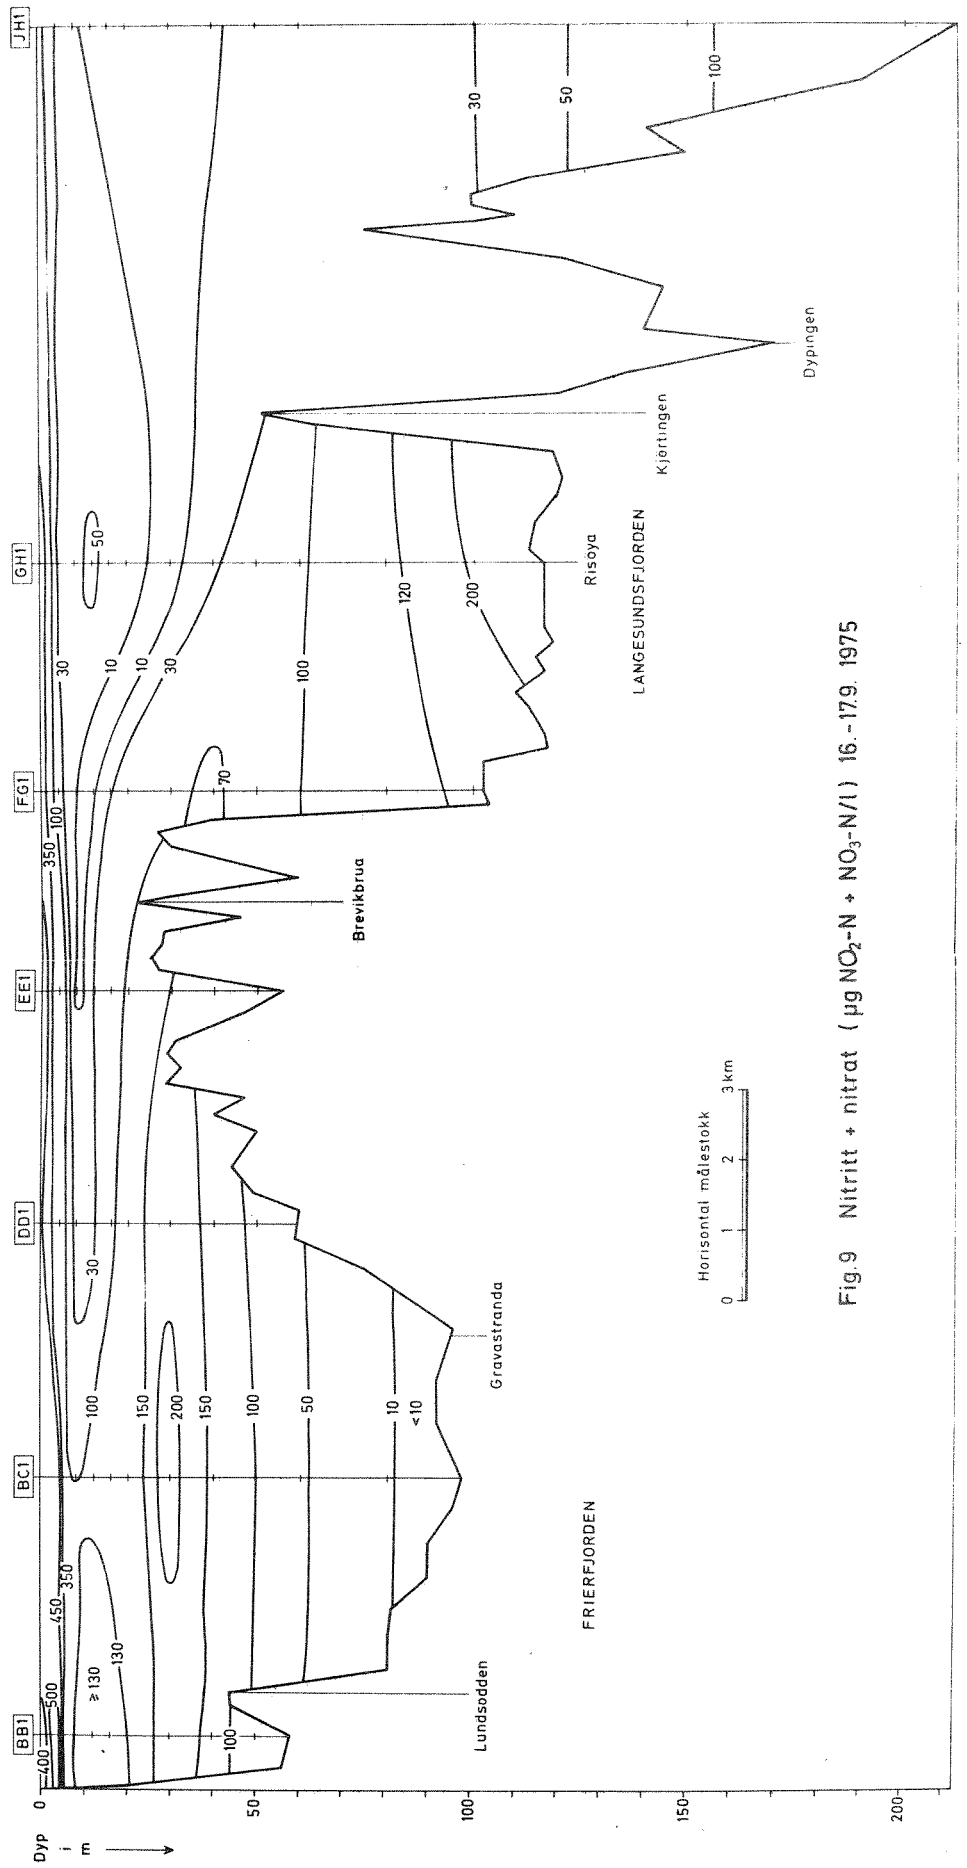 BB1
BC1
DD1
EE1
FG1
GH1
JH1
Dyp
i
m
0
50
100
150
200
400
500
450
350
≥130
130
100
150
200
150
100
50
10
<10
100
30
350
100
30
10
10
30
70
50
100
120
200
30
50
100
Lundsodden
FRIERFJORDEN
Gravastranda
Brevikbrua
LANGESUNDSFJORDEN
Risöya
Kjörtingen
Dypingen
Horisontal målestokk
0 1 2 3 km
Fig. 9 Nitritt + nitrat (µg NO₂-N + NO₃-N/l) 16.-17.9. 1975